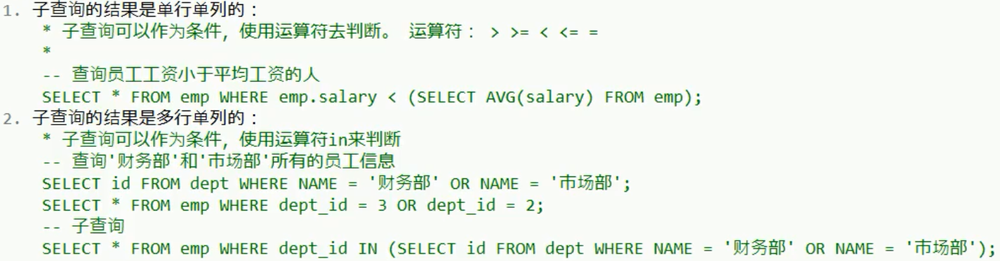 1. 子查询的结果是单行单列的：
* 子查询可以作为条件，使用运算符去判断。 运算符： > >= < <= =
*
-- 查询员工工资小于平均工资的人
SELECT * FROM emp WHERE emp.salary < (SELECT AVG(salary) FROM emp);
2. 子查询的结果是多行单列的：
* 子查询可以作为条件，使用运算符in来判断
-- 查询'财务部'和'市场部'所有的员工信息
SELECT id FROM dept WHERE NAME = '财务部' OR NAME = '市场部';
SELECT * FROM emp WHERE dept_id = 3 OR dept_id = 2;
-- 子查询
SELECT * FROM emp WHERE dept_id IN (SELECT id FROM dept WHERE NAME = '财务部' OR NAME = '市场部');